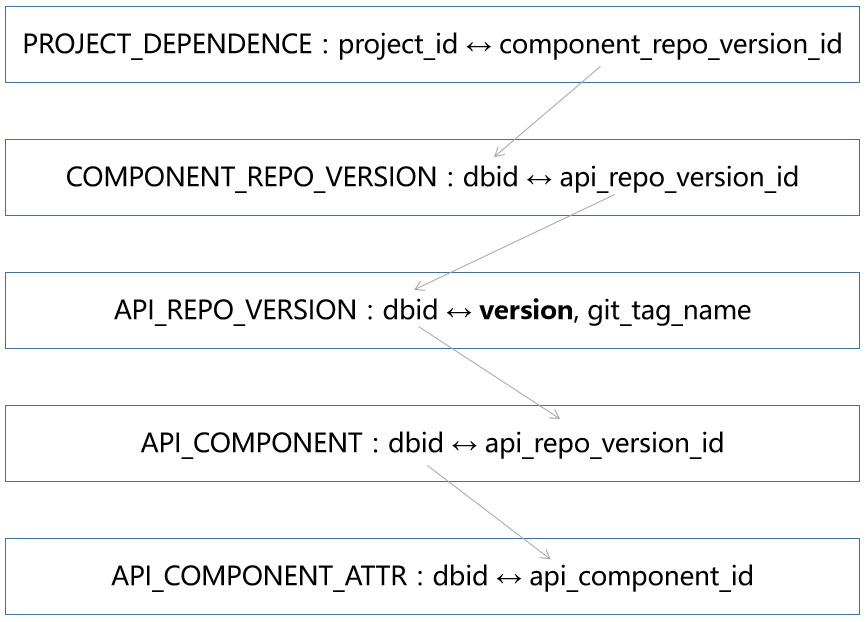 PROJECT_DEPENDENCE : project_id ↔ component_repo_version_id
COMPONENT_REPO_VERSION : dbid ↔ api_repo_version_id
API_REPO_VERSION : dbid ↔ version, git_tag_name
API_COMPONENT : dbid ↔ api_repo_version_id
API_COMPONENT_ATTR : dbid ↔ api_component_id